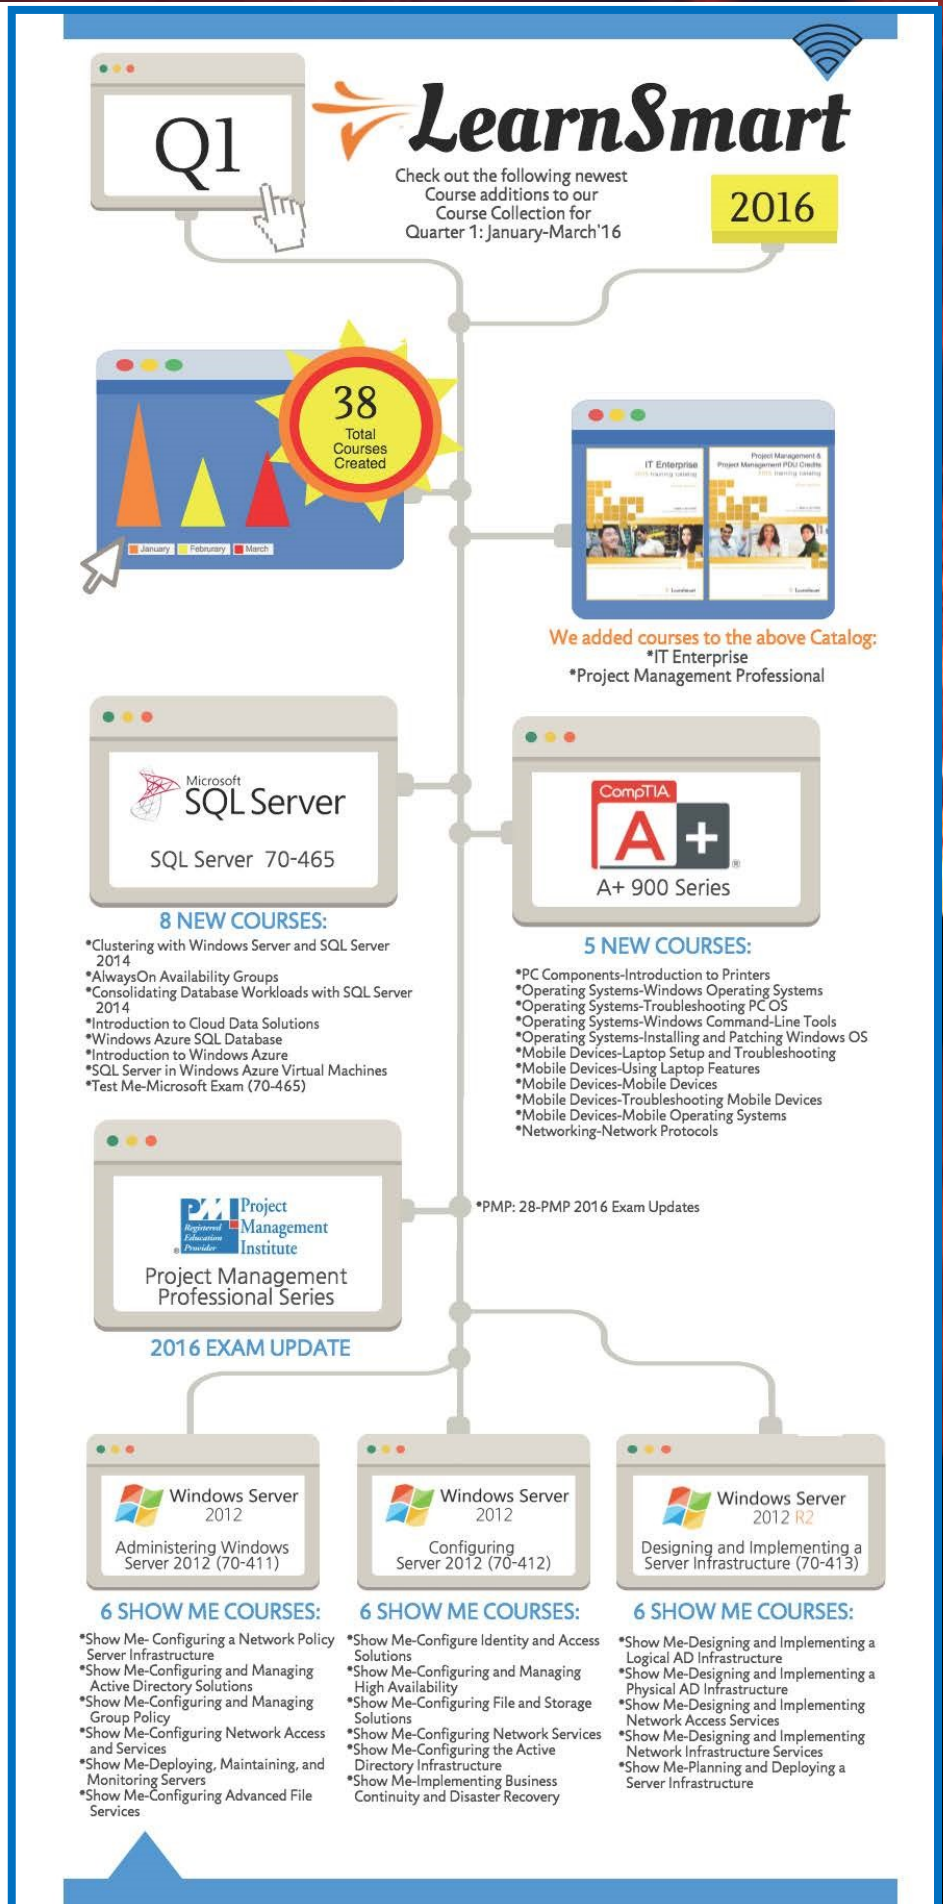 Q1
LearnSmart
Check out the following newest
Course additions to our
Course Collection for
Quarter 1: January-March'16
2016
38
Total
Courses
Created
January Februrary March
IT Enterprise
training catalog
Project Management &
Project Management PDU Credits
training catalog
LearnSmart
LearnSmart
We added courses to the above Catalog:
*IT Enterprise
*Project Management Professional
Microsoft
SQL Server
SQL Server 70-465
8 NEW COURSES:
*Clustering with Windows Server and SQL Server
2014
*AlwaysOn Availability Groups
*Consolidating Database Workloads with SQL Server
2014
*Introduction to Cloud Data Solutions
*Windows Azure SQL Database
*Introduction to Windows Azure
*SQL Server in Windows Azure Virtual Machines
*Test Me-Microsoft Exam (70-465)
CompTIA
A+
®
A+ 900 Series
5 NEW COURSES:
*PC Components-Introduction to Printers
*Operating Systems-Windows Operating Systems
*Operating Systems-Troubleshooting PC OS
*Operating Systems-Windows Command-Line Tools
*Operating Systems-Installing and Patching Windows OS
*Mobile Devices-Laptop Setup and Troubleshooting
*Mobile Devices-Using Laptop Features
*Mobile Devices-Mobile Devices
*Mobile Devices-Troubleshooting Mobile Devices
*Mobile Devices-Mobile Operating Systems
*Networking-Network Protocols
PMI
Registered
Education
Provider
®
Project
Management
Institute
Project Management
Professional Series
2016 EXAM UPDATE
*PMP: 28-PMP 2016 Exam Updates
Windows Server
2012
Administering Windows
Server 2012 (70-411)
6 SHOW ME COURSES:
*Show Me- Configuring a Network Policy
Server Infrastructure
*Show Me-Configuring and Managing
Active Directory Solutions
*Show Me-Configuring and Managing
Group Policy
*Show Me-Configuring Network Access
and Services
*Show Me-Deploying, Maintaining, and
Monitoring Servers
*Show Me-Configuring Advanced File
Services
Windows Server
2012
Configuring
Server 2012 (70-412)
6 SHOW ME COURSES:
*Show Me-Configure Identity and Access
Solutions
*Show Me-Configuring and Managing
High Availability
*Show Me-Configuring File and Storage
Solutions
*Show Me-Configuring Network Services
*Show Me-Configuring the Active
Directory Infrastructure
*Show Me-Implementing Business
Continuity and Disaster Recovery
Windows Server
2012 R2
Designing and Implementing a
Server Infrastructure (70-413)
6 SHOW ME COURSES:
*Show Me-Designing and Implementing a
Logical AD Infrastructure
*Show Me-Designing and Implementing a
Physical AD Infrastructure
*Show Me-Designing and Implementing
Network Access Services
*Show Me-Designing and Implementing
Network Infrastructure Services
*Show Me-Planning and Deploying a
Server Infrastructure